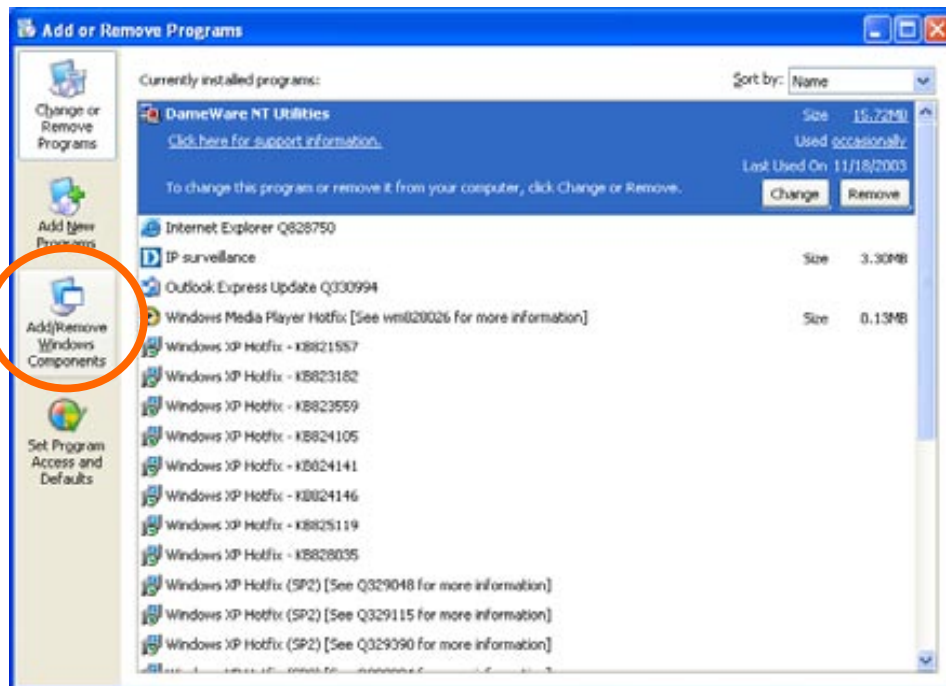 Add or Remove Programs
Change or
Remove
Programs
Add New
Programs
Add/Remove
Windows
Components
Set Program
Access and
Defaults
Currently installed programs:
Sort by: Name
DameWare NT Utilities Size 15.72MB
Click here for support information. Used occasionally
Last Used On 11/18/2003
To change this program or remove it from your computer, click Change or Remove. Change Remove
Internet Explorer Q828750
IP surveillance Size 3.30MB
Outlook Express Update Q330994
Windows Media Player Hotfix [See wm828026 for more information] Size 0.13MB
Windows XP Hotfix - KB821557
Windows XP Hotfix - KB823182
Windows XP Hotfix - KB823559
Windows XP Hotfix - KB824105
Windows XP Hotfix - KB824141
Windows XP Hotfix - KB824146
Windows XP Hotfix - KB825119
Windows XP Hotfix - KB828035
Windows XP Hotfix (SP2) [See Q329048 for more information]
Windows XP Hotfix (SP2) [See Q329115 for more information]
Windows XP Hotfix (SP2) [See Q329390 for more information]